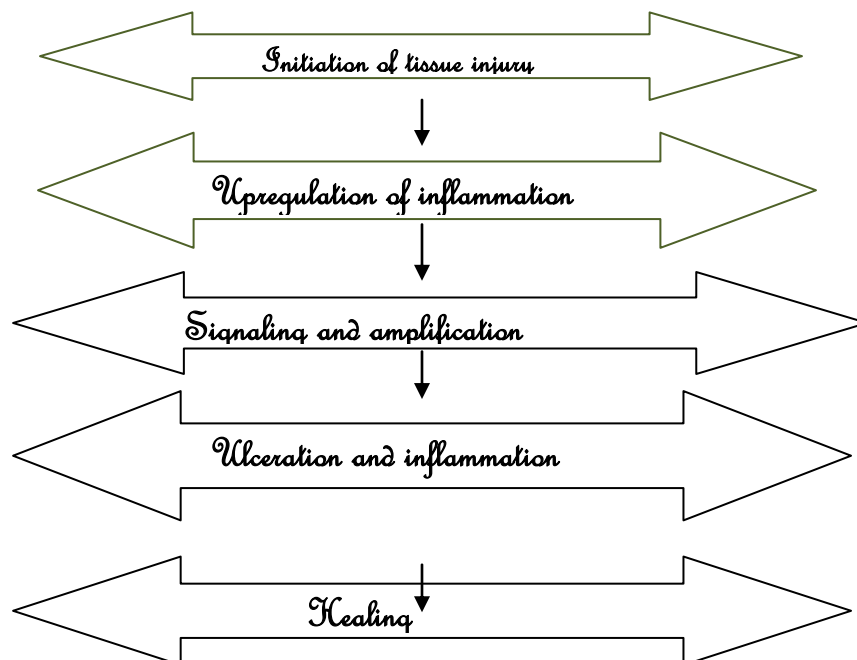 Initiation of tissue injury
Upregulation of inflammation
Signaling and amplification
Ulceration and inflammation
Healing